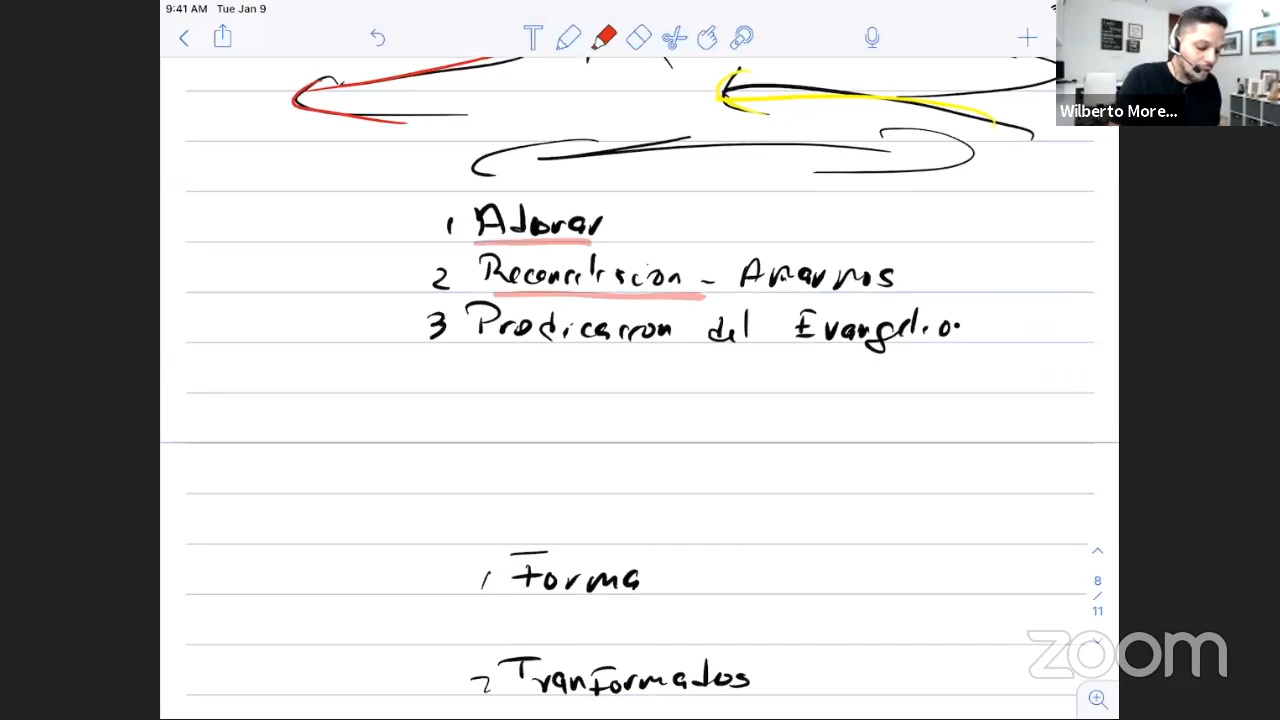 9:41 AM Tue Jan 9
Wilberto More...
1 Adorar
2 Reconciliacion - Amarnos
3 Predicacion del Evangelio.
1 Forma
2 Tranformados
8
/
11
zoom